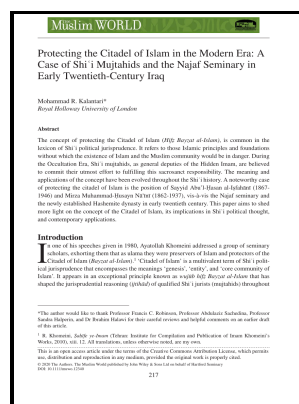 The Muslim WORLD
Protecting the Citadel of Islam in the Modern Era: A
Case of Shiʿi Mujtahids and the Najaf Seminary in
Early Twentieth-Century Iraq
Mohammad R. Kalantari*
Royal Holloway University of London
Abstract
The concept of protecting the Citadel of Islam (Hifẓ Bayzat al-Islam), is common in the
lexicon of Shiʿi political jurisprudence. It refers to those Islamic principles and foundations
without which the existence of Islam and the Muslim community would be in danger. During
the Occultation Era, Shiʿi mujtahids, as general deputies of the Hidden Imam, are believed
to commit their utmost effort to fulfilling this sacrosanct responsibility. The meaning and
applications of the concept have been evolved throughout the Shiʿi history. A noteworthy case
of protecting the citadel of Islam is the position of Sayyid Abu'l-Hasan al-Isfahani (1867-
1946) and Mirza Muhammad-Husayn Naʾini (1862-1937), vis-à-vis the Najaf seminary and
the newly established Hashemite dynasty in early twentieth century. This paper aims to shed
more light on the concept of the Citadel of Islam, its implications in Shiʿi political thought,
and contemporary applications.
Introduction
In one of his speeches given in 1980, Ayatollah Khomeini addressed a group of seminary
scholars, exhorting them that as ulama they were preservers of Islam and protectors of the
Citadel of Islam (Bayzat al-Islam).¹ 'Citadel of Islam' is a multivalent term of Shiʿi polit-
ical jurisprudence that encompasses the meanings 'genesis', 'entity', and 'core community of
Islam'. It appears in an exceptional principle known as wujub hifz Bayzat al-Islam that has
shaped the jurisprudential reasoning (ijtihād) of qualified Shiʿi jurists (mujtahids) throughout
*The author would like to thank Professor Francis C. Robinson, Professor Abdulaziz Sachedina, Professor
Sandra Halperin, and Dr Ibrahim Halawi for their careful reviews and helpful comments on an earlier draft
of this article.
¹ R. Khomeini, Sahife-ye Imam (Tehran: Institute for Compilation and Publication of Imam Khomeini's
Works, 2010), vii: 12. All translations, unless otherwise noted, are my own.
This is an open access article under the terms of the Creative Commons Attribution License, which permits
use, distribution and reproduction in any medium, provided the original work is properly cited.
© 2020 The Authors. The Muslim World published by John Wiley & Sons Ltd on behalf of Hartford Seminary
217